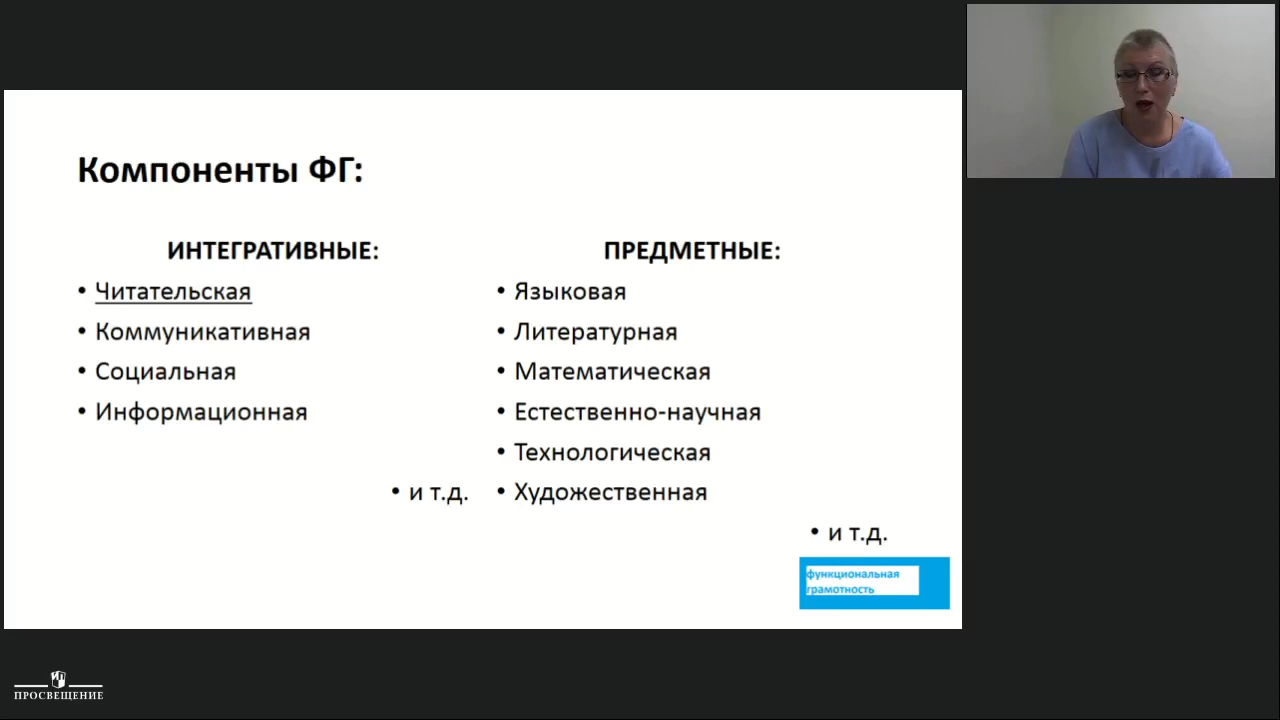 Компоненты ФГ:
ИНТЕГРАТИВНЫЕ:
• Читательская
• Коммуникативная
• Социальная
• Информационная
• и т.д.
ПРЕДМЕТНЫЕ:
• Языковая
• Литературная
• Математическая
• Естественно-научная
• Технологическая
• Художественная
• и т.д.
функциональная
грамотность
ПРОСВЕЩЕНИЕ